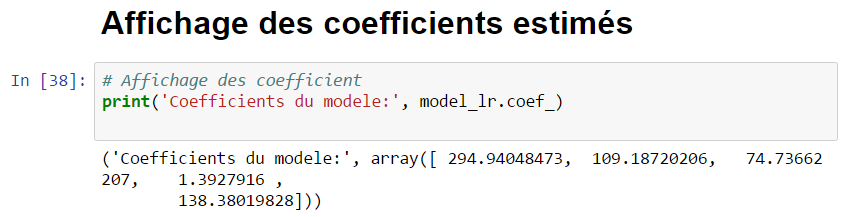 Affichage des coefficients estimés
In [38]: # Affichage des coefficient
print('Coefficients du modele:', model_lr.coef_)
('Coefficients du modele:', array([ 294.94048473,  109.18720206,   74.73662
207,    1.3927916 ,
        138.38019828]))